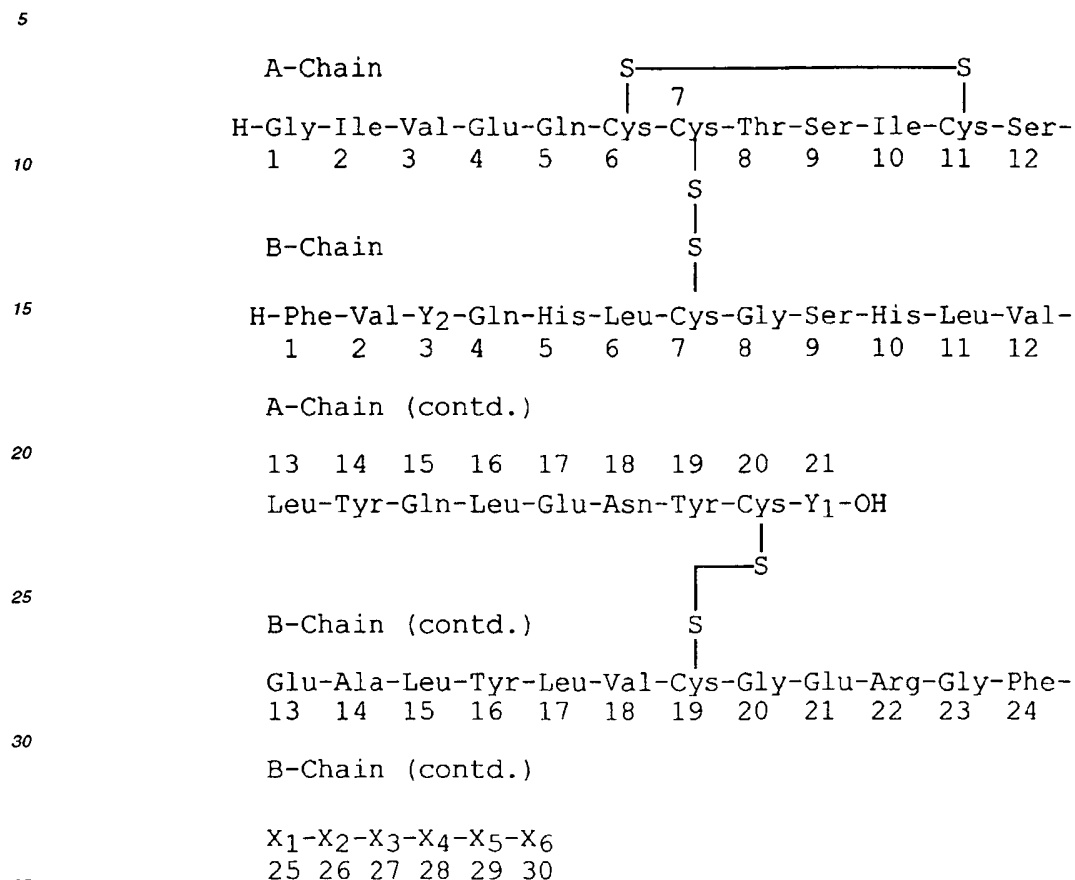 5
A-Chain
S S
7
H-Gly-Ile-Val-Glu-Gln-Cys-Cys-Thr-Ser-Ile-Cys-Ser-
1 2 3 4 5 6 8 9 10 11 12
10
S
B-Chain S
15
H-Phe-Val-Y2-Gln-His-Leu-Cys-Gly-Ser-His-Leu-Val-
1 2 3 4 5 6 7 8 9 10 11 12
A-Chain (contd.)
20
13 14 15 16 17 18 19 20 21
Leu-Tyr-Gln-Leu-Glu-Asn-Tyr-Cys-Y1-OH
S
25
B-Chain (contd.) S
Glu-Ala-Leu-Tyr-Leu-Val-Cys-Gly-Glu-Arg-Gly-Phe-
13 14 15 16 17 18 19 20 21 22 23 24
30
B-Chain (contd.)
X1-X2-X3-X4-X5-X6
25 26 27 28 29 30